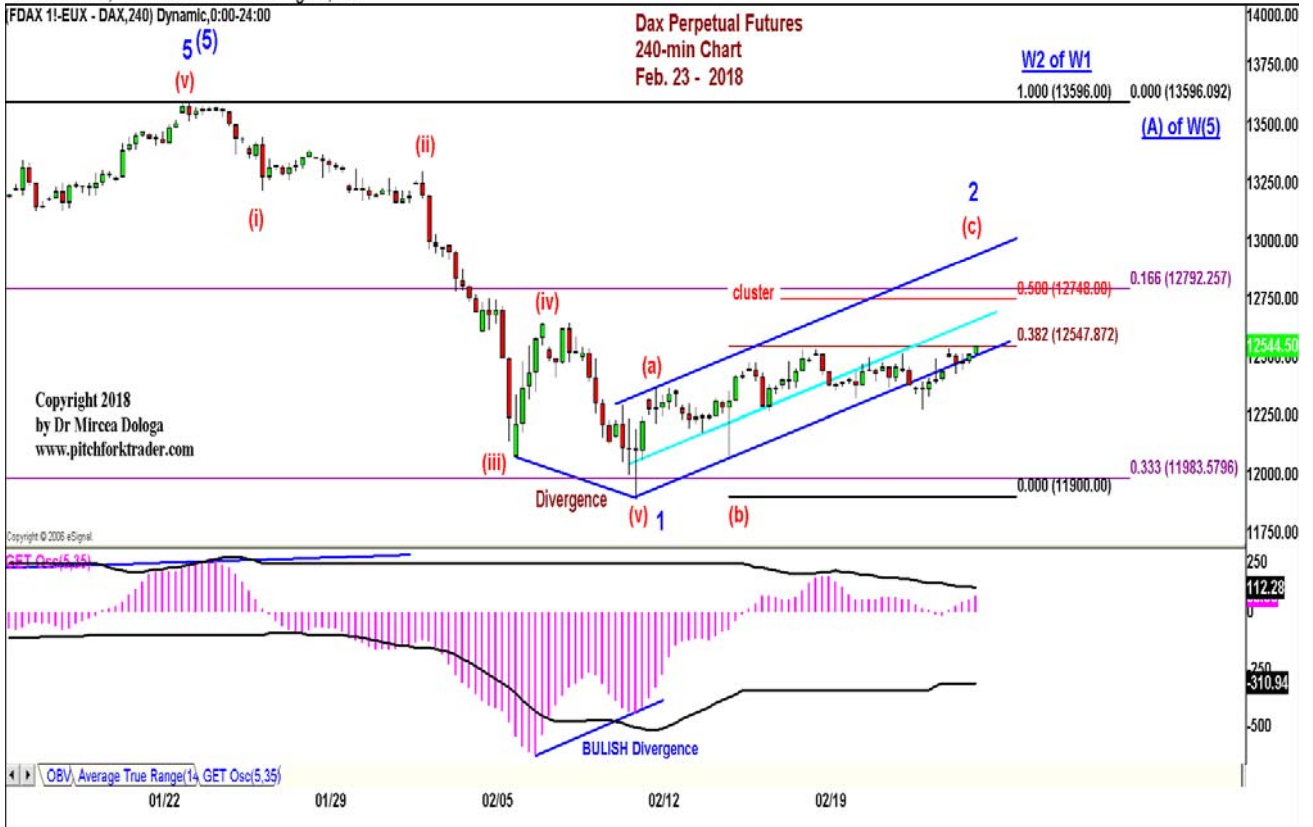 (FDAX 1!-EUX - DAX,240) Dynamic,0:00-24:00
Dax Perpetual Futures
240-min Chart
Feb. 23 - 2018
5 (5)
(v)
W2 of W1
1.000 (13596.00) 0.000 (13596.092)
(A) of W(5)
(i)
(ii)
2
(c)
0.166 (12792.257)
cluster
0.500 (12748.00)
(iv)
0.382 (12547.872)
(a)
Copyright 2018
by Dr Mircea Dologa
www.pitchforktrader.com
(iii)
0.333 (11983.5796)
Divergence
0.000 (11900.00)
(v) 1
(b)
14000.00
13750.00
13500.00
13250.00
13000.00
12750.00
12544.50
12500.00
12250.00
12000.00
11750.00
Copyright © 2006 eSignal.
GET Osc(5,35)
250
112.28
0
-250
-310.94
-500
BULISH Divergence
OBV Average True Range(14 GET Osc(5,35)
01/22 01/29 02/05 02/12 02/19